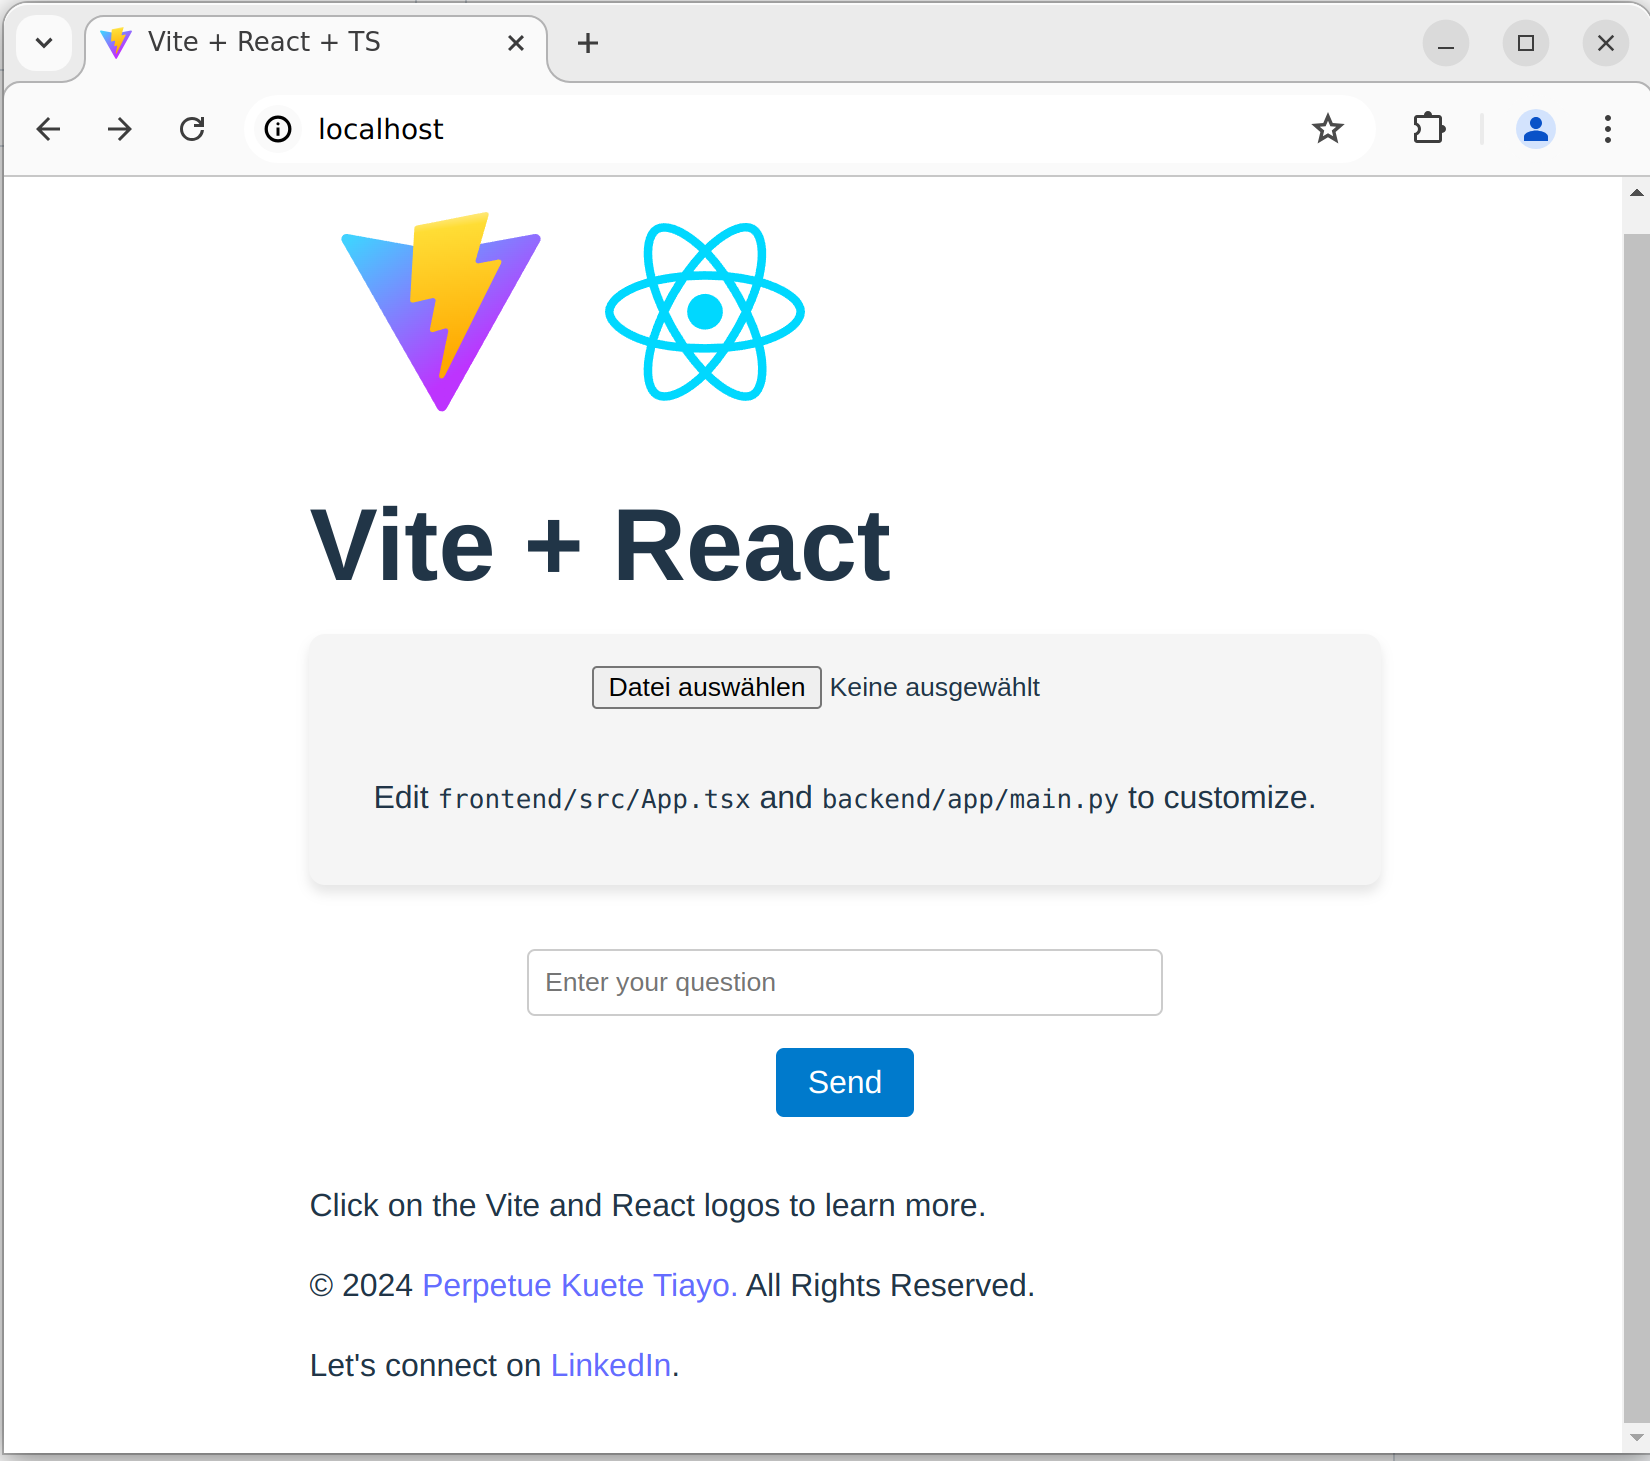 Vite + React + TS
localhost
Vite + React
Datei auswählen Keine ausgewählt
Edit frontend/src/App.tsx and backend/app/main.py to customize.
Enter your question
Send
Click on the Vite and React logos to learn more.
© 2024 Perpetue Kuete Tiayo. All Rights Reserved.
Let's connect on LinkedIn.